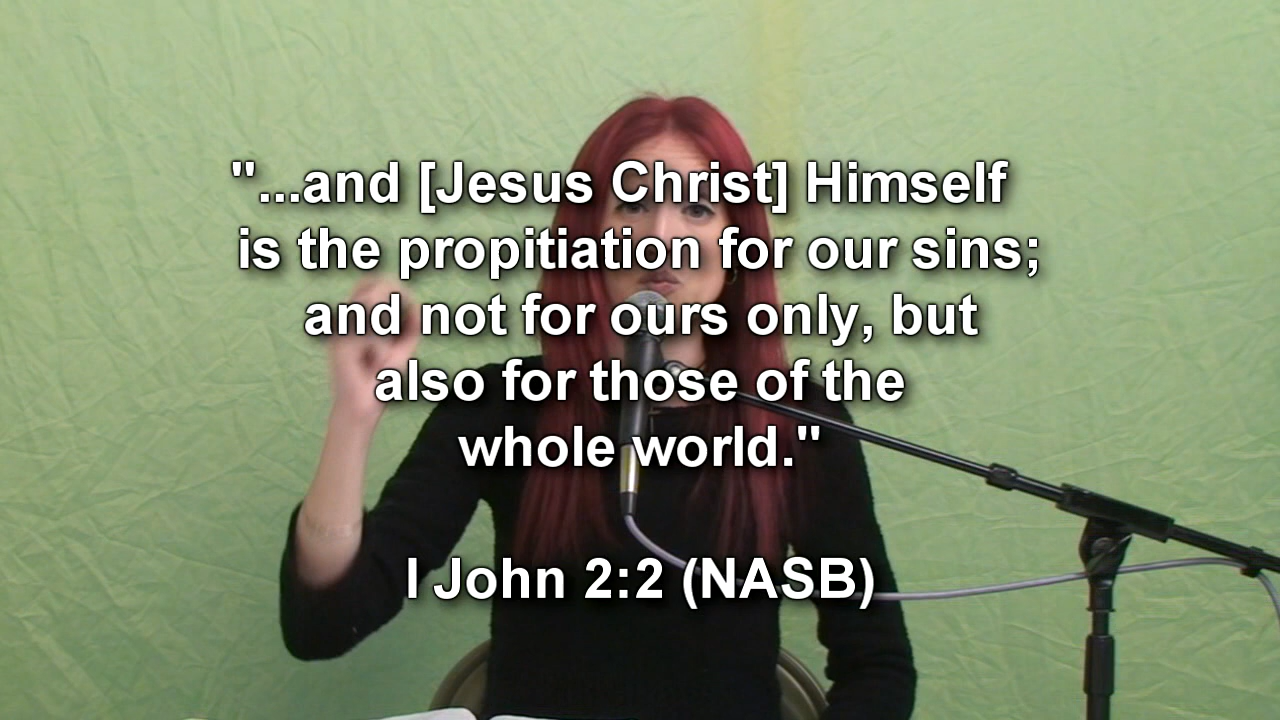 "...and [Jesus Christ] Himself
is the propitiation for our sins;
and not for ours only, but
also for those of the
whole world."
I John 2:2 (NASB)